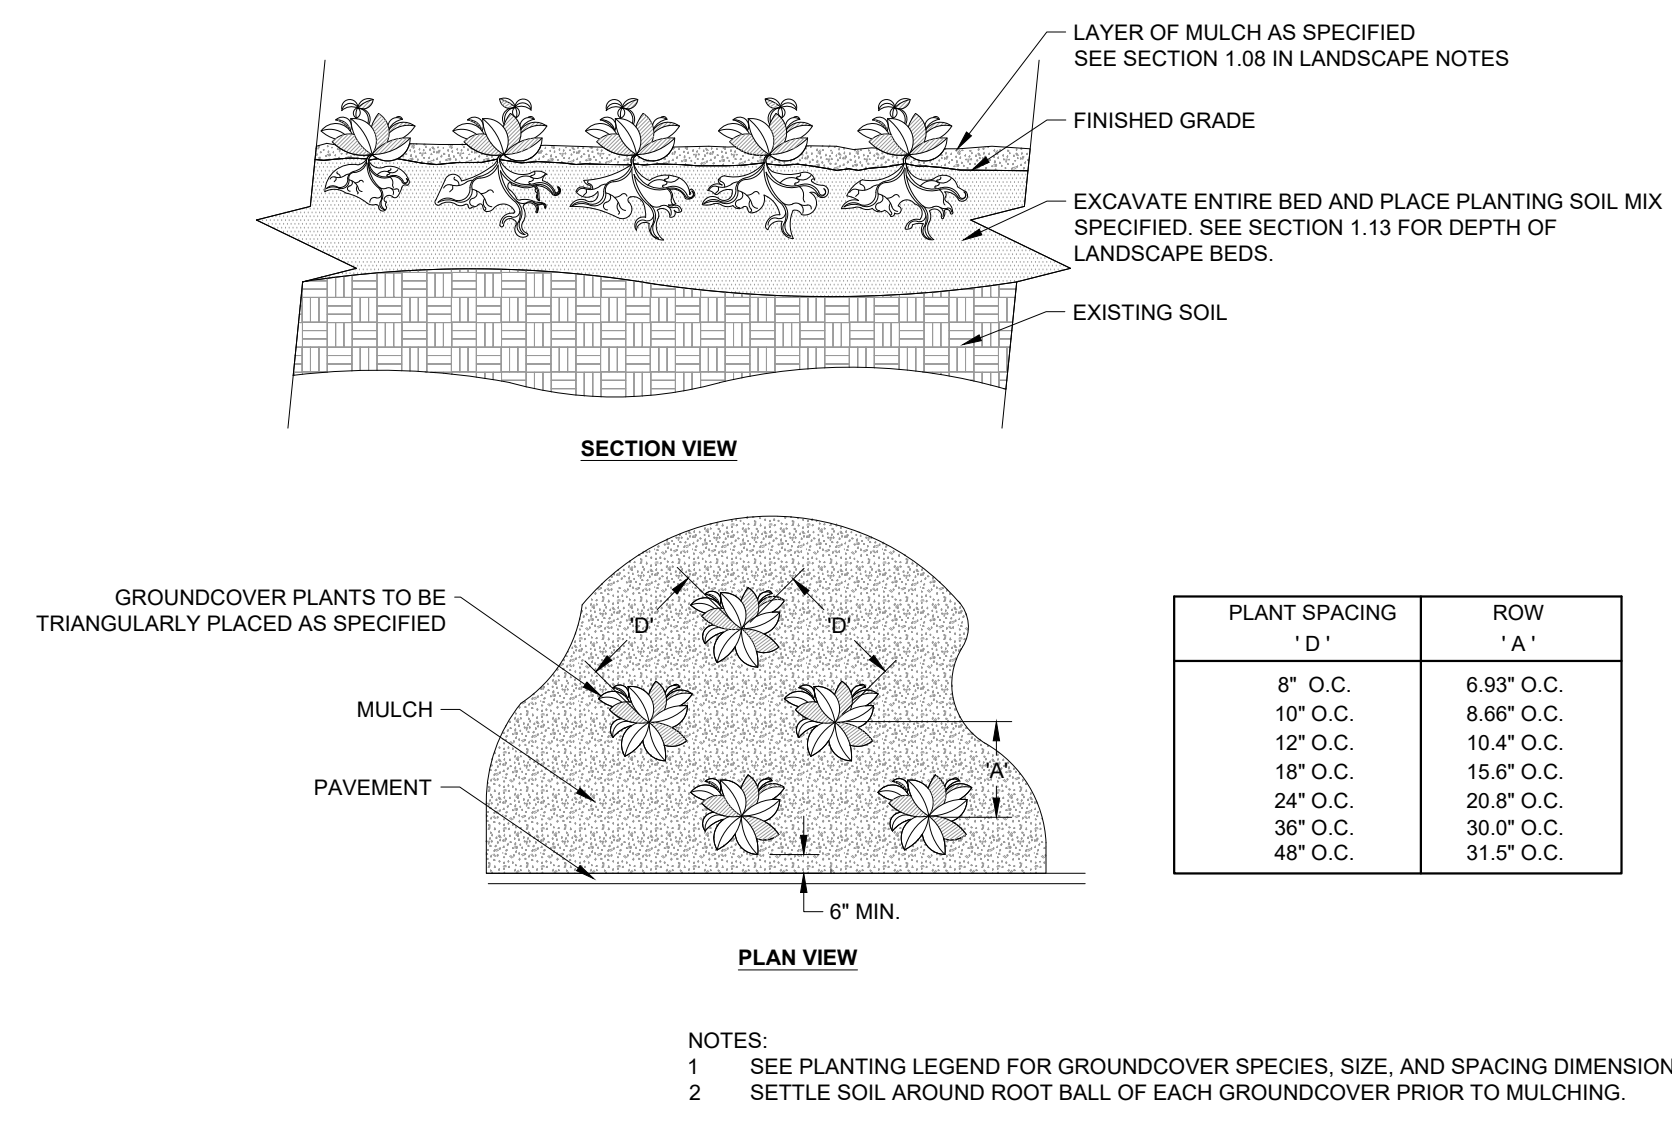 LAYER OF MULCH AS SPECIFIED
SEE SECTION 1.08 IN LANDSCAPE NOTES
FINISHED GRADE
EXCAVATE ENTIRE BED AND PLACE PLANTING SOIL MIX
SPECIFIED. SEE SECTION 1.13 FOR DEPTH OF
LANDSCAPE BEDS.
EXISTING SOIL
SECTION VIEW
GROUNDCOVER PLANTS TO BE
TRIANGULARLY PLACED AS SPECIFIED
MULCH
PAVEMENT
'D'
'D'
'A'
6" MIN.
PLAN VIEW
PLANT SPACING ROW
' D ' ' A '
8" O.C. 6.93" O.C.
10" O.C. 8.66" O.C.
12" O.C. 10.4" O.C.
18" O.C. 15.6" O.C.
24" O.C. 20.8" O.C.
36" O.C. 30.0" O.C.
48" O.C. 31.5" O.C.
NOTES:
1 SEE PLANTING LEGEND FOR GROUNDCOVER SPECIES, SIZE, AND SPACING DIMENSION
2 SETTLE SOIL AROUND ROOT BALL OF EACH GROUNDCOVER PRIOR TO MULCHING.